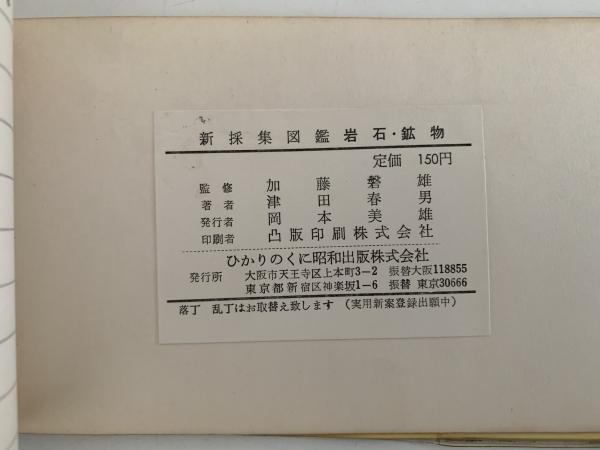 新採集図鑑 岩石・鉱物
定価 150円
監修 加藤磐雄
著者 津田春男
発行者 岡本美雄
印刷者 凸版印刷株式会社
ひかりのくに昭和出版株式会社
発行所 大阪市天王寺区上本町3-2 振替大阪118855
東京都新宿区神楽坂1-6 振替 東京30666
落丁 乱丁はお取替え致します (実用新案登録出願中)